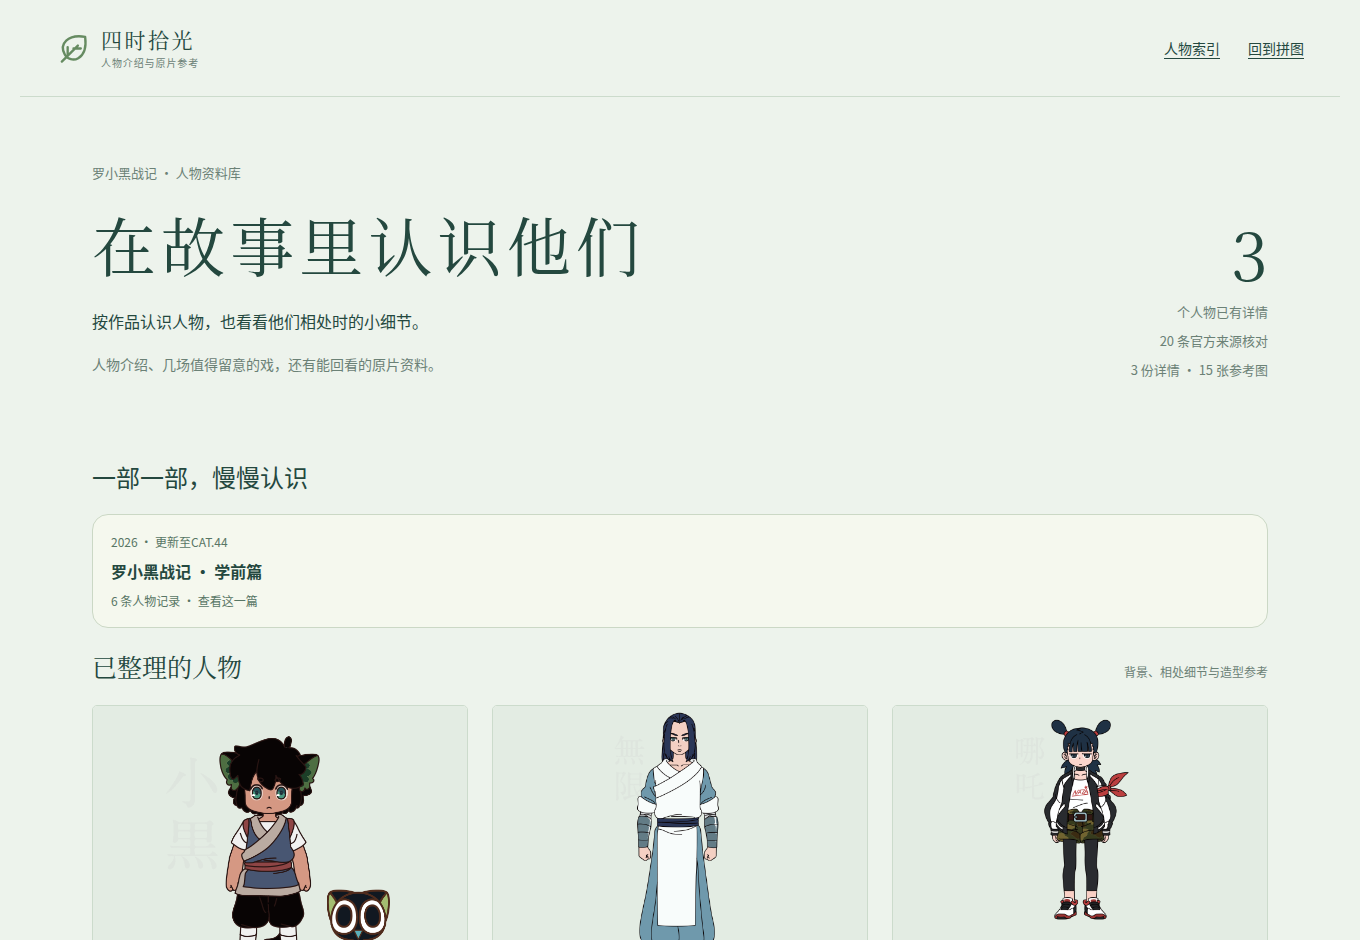 四时拾光
人物介绍与原片参考
人物索引
回到拼图
罗小黑战记 · 人物资料库
在故事里认识他们
按作品认识人物，也看看他们相处时的小细节。
人物介绍、几场值得留意的戏，还有能回看的原片资料。
3
个人物已有详情
20 条官方来源核对
3 份详情 · 15 张参考图
一部一部，慢慢认识
2026 · 更新至CAT.44
罗小黑战记 · 学前篇
6 条人物记录 · 查看这一篇
已整理的人物
背景、相处细节与造型参考
小
黑
無
限
哪
吒